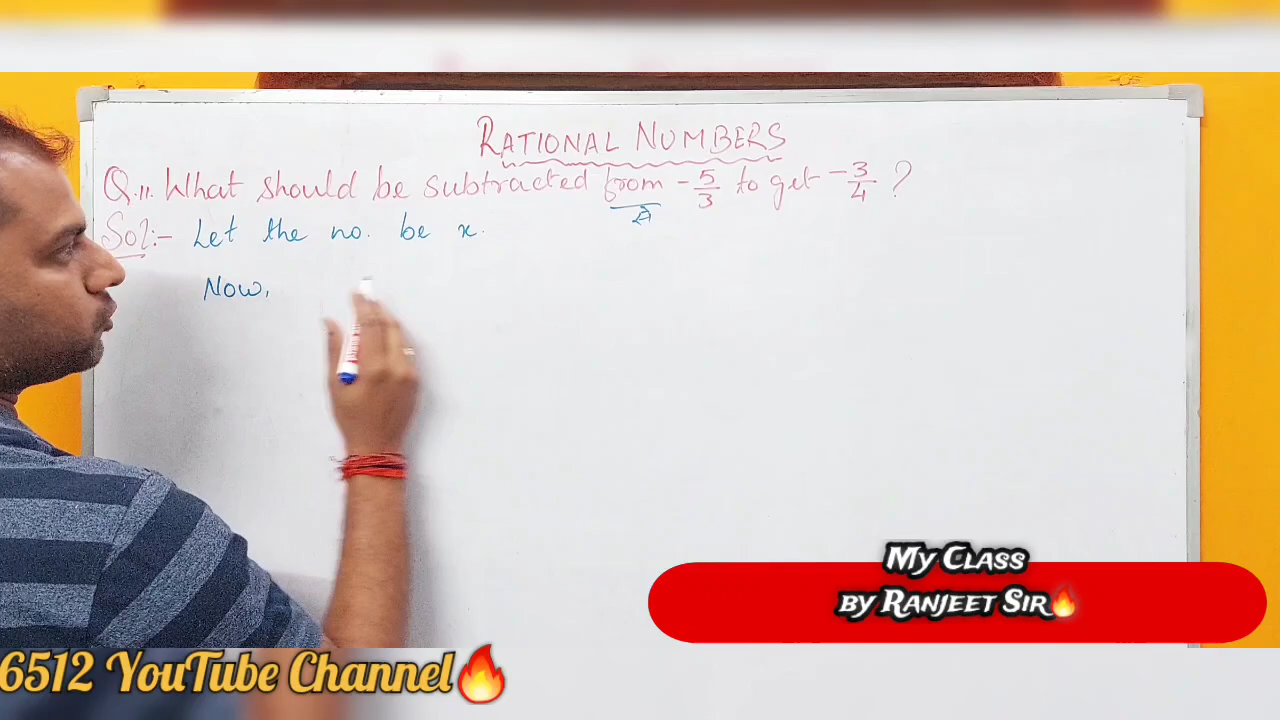 RATIONAL NUMBERS
Q.11. What should be subtracted from -5/3 to get -3/4 ?
Sol:- Let the no. be x.
Now,
My Class
by Ranjeet Sir🔥
6512 YouTube Channel🔥